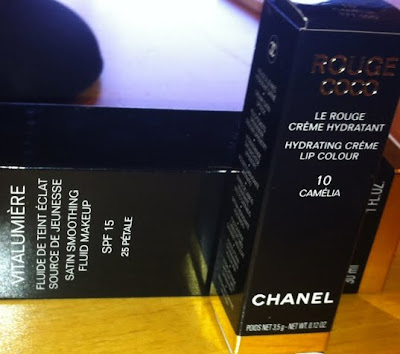 VITALUMIÈRE
FLUIDE DE TEINT ÉCLAT
SOURCE DE JEUNESSE
SATIN SMOOTHING
FLUID MAKEUP
SPF 15
25 PÉTALE
ROUGE
COCO
LE ROUGE
CRÈME HYDRATANT
HYDRATING CRÈME
LIP COLOUR
10
CAMÉLIA
CHANEL
POIDS NET 3.5 g - NET WT. 0.12 OZ.
1 FL.OZ.
30 ml